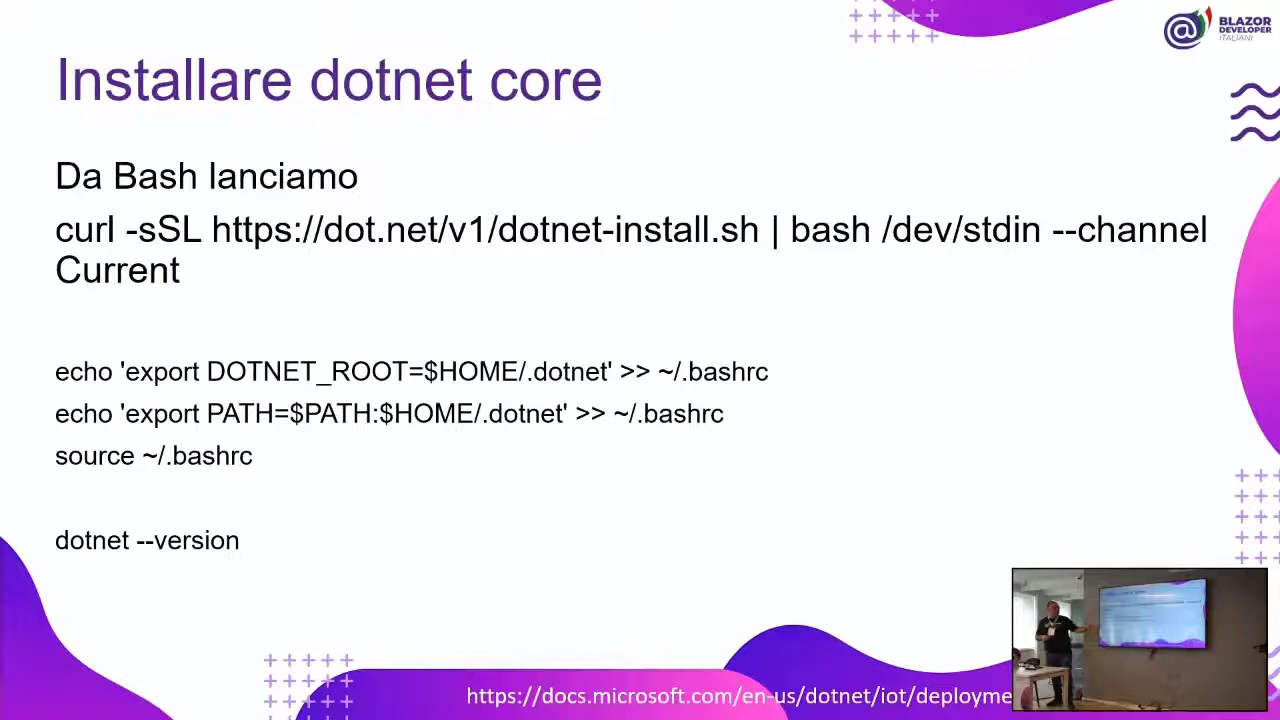 BLAZOR
DEVELOPER
ITALIANI
Installare dotnet core
Da Bash lanciamo
curl -sSL https://dot.net/v1/dotnet-install.sh | bash /dev/stdin --channel
Current
echo 'export DOTNET_ROOT=$HOME/.dotnet' >> ~/.bashrc
echo 'export PATH=$PATH:$HOME/.dotnet' >> ~/.bashrc
source ~/.bashrc
dotnet --version
https://docs.microsoft.com/en-us/dotnet/iot/deployme